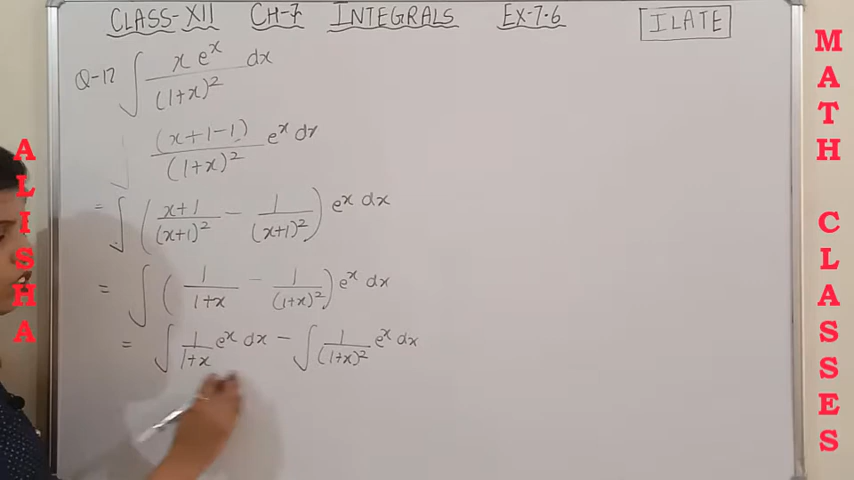 CLASS-XII CH-7 INTEGRALS EX-7.6 ILATE
Q-17 ∫ x e^x / (1+x)^2 dx
∫ (x+1-1) / (1+x)^2 e^x dx
= ∫ ( x+1 / (x+1)^2 - 1 / (x+1)^2 ) e^x dx
= ∫ ( 1 / 1+x - 1 / (1+x)^2 ) e^x dx
= ∫ 1 / 1+x e^x dx - ∫ 1 / (1+x)^2 e^x dx
ALISHA
MATH CLASSES